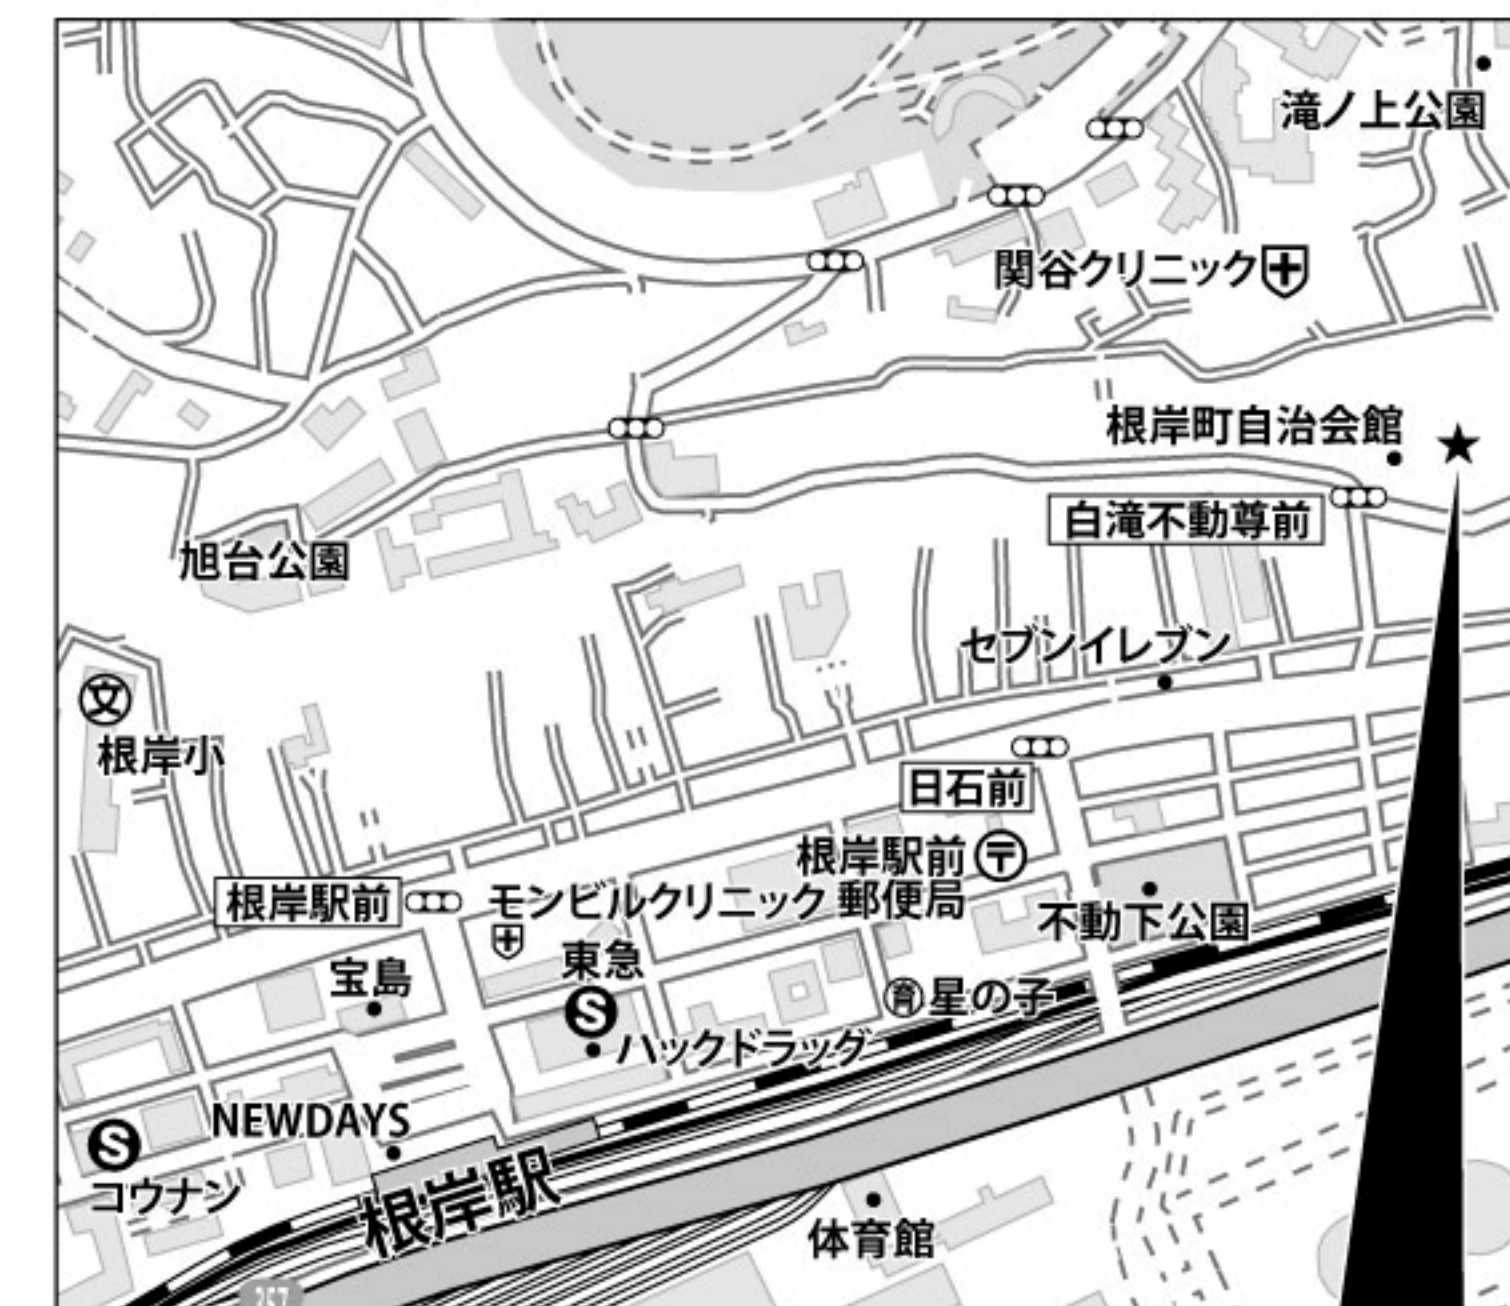 滝ノ上公園
関谷クリニック
根岸町自治会館
白滝不動尊前
旭台公園
セブンイレブン
文
根岸小
日石前
根岸駅前
郵便局
〒
根岸駅前
モンビルクリニック
不動下公園
東急
宝島
S
育
星の子
ハックドラッグ
NEWDAYS
S
コウナン
根岸駅
体育館
357